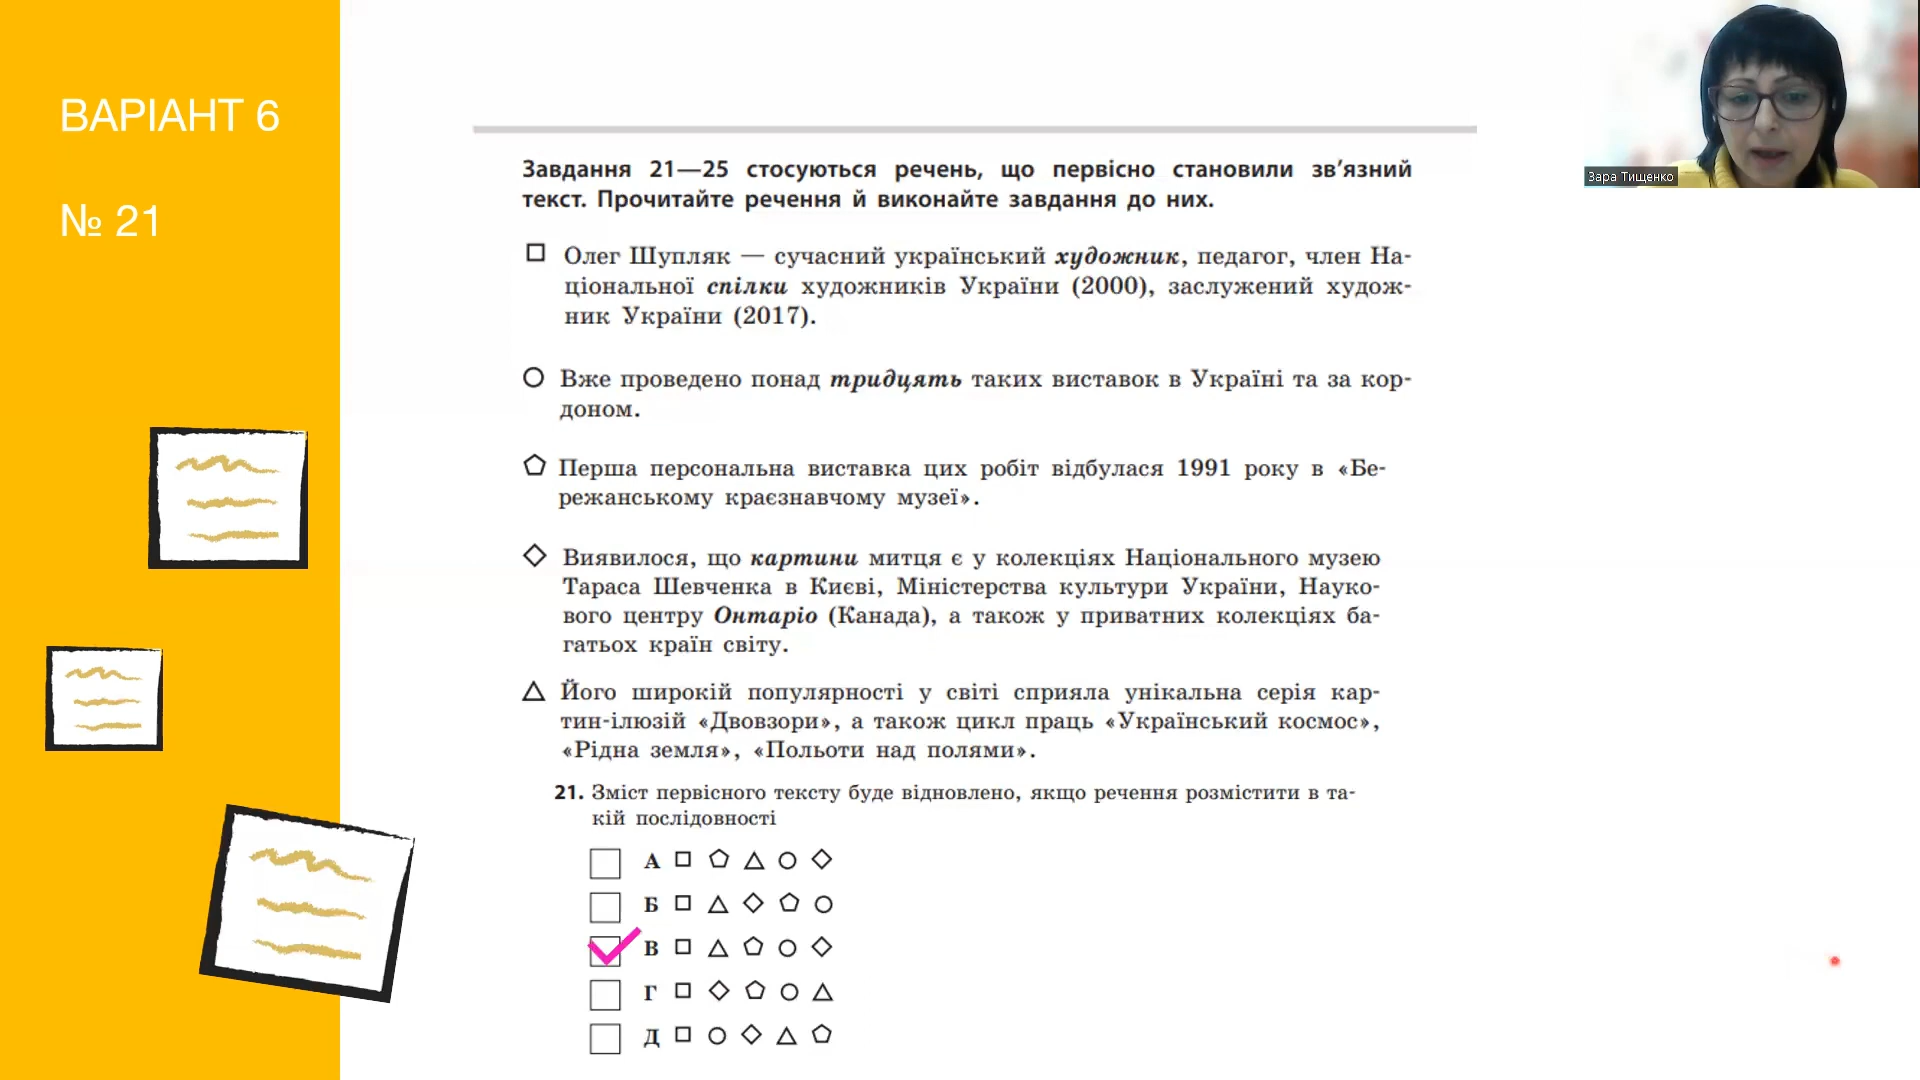 ВАРІАНТ 6
№ 21
Зара Тищенко
Завдання 21—25 стосуються речень, що первісно становили зв’язний
текст. Прочитайте речення й виконайте завдання до них.
Олег Шупляк — сучасний український художник, педагог, член На-
ціональної спілки художників України (2000), заслужений худож-
ник України (2017).
Вже проведено понад тридцять таких виставок в Україні та за кор-
доном.
Перша персональна виставка цих робіт відбулася 1991 року в «Бе-
режанському краєзнавчому музеї».
Виявилося, що картини митця є у колекціях Національного музею
Тараса Шевченка в Києві, Міністерства культури України, Науко-
вого центру Онтаріо (Канада), а також у приватних колекціях ба-
гатьох країн світу.
Його широкій популярності у світі сприяла унікальна серія кар-
тин-ілюзій «Двовзори», а також цикл праць «Український космос»,
«Рідна земля», «Польоти над полями».
21. Зміст первісного тексту буде відновлено, якщо речення розмістити в та-
кій послідовності
А
Б
В
Г
Д